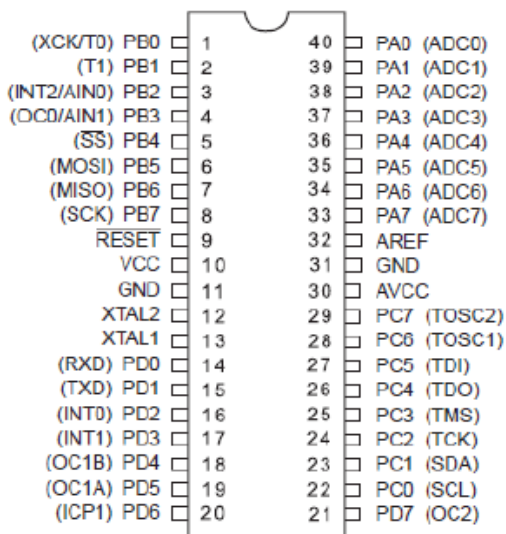 (XCK/T0) PB0 1 40 PA0 (ADC0)
(T1) PB1 2 39 PA1 (ADC1)
(INT2/AIN0) PB2 3 38 PA2 (ADC2)
(OC0/AIN1) PB3 4 37 PA3 (ADC3)
(SS) PB4 5 36 PA4 (ADC4)
(MOSI) PB5 6 35 PA5 (ADC5)
(MISO) PB6 7 34 PA6 (ADC6)
(SCK) PB7 8 33 PA7 (ADC7)
RESET 9 32 AREF
VCC 10 31 GND
GND 11 30 AVCC
XTAL2 12 29 PC7 (TOSC2)
XTAL1 13 28 PC6 (TOSC1)
(RXD) PD0 14 27 PC5 (TDI)
(TXD) PD1 15 26 PC4 (TDO)
(INT0) PD2 16 25 PC3 (TMS)
(INT1) PD3 17 24 PC2 (TCK)
(OC1B) PD4 18 23 PC1 (SDA)
(OC1A) PD5 19 22 PC0 (SCL)
(ICP1) PD6 20 21 PD7 (OC2)